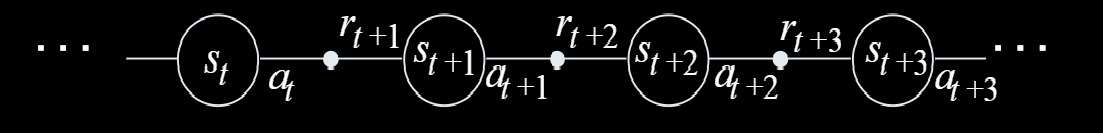 ... s_t a_t r_{t+1} s_{t+1} a_{t+1} r_{t+2} s_{t+2} a_{t+2} r_{t+3} s_{t+3} a_{t+3} ...